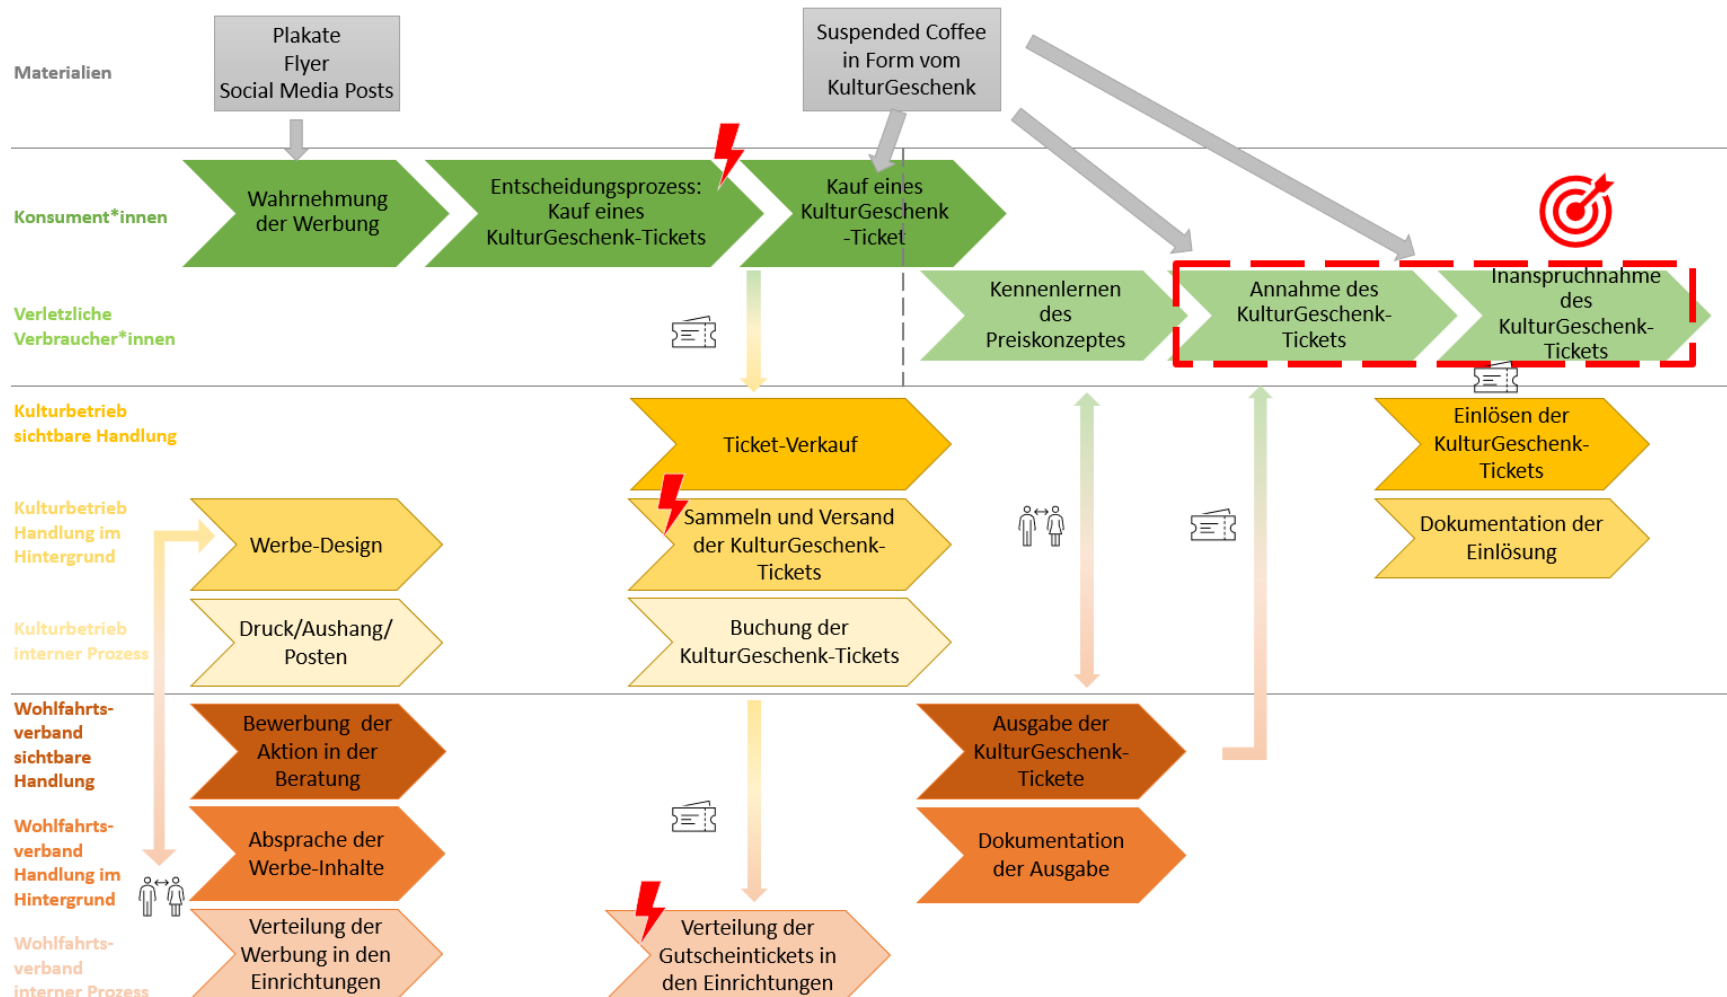 Materialien
Plakate
Flyer
Social Media Posts
Suspended Coffee
in Form vom
KulturGeschenk
Konsument*innen
Wahrnehmung
der Werbung
Entscheidungsprozess:
Kauf eines
KulturGeschenk-Tickets
Kauf eines
KulturGeschenk
-Ticket
Verletzliche
Verbraucher*innen
Kennenlernen
des
Preiskonzeptes
Annahme des
KulturGeschenk-
Tickets
Inanspruchnahme
des
KulturGeschenk-
Tickets
Kulturbetrieb
sichtbare Handlung
Ticket-Verkauf
Einlösen der
KulturGeschenk-
Tickets
Kulturbetrieb
Handlung im
Hintergrund
Werbe-Design
Sammeln und Versand
der KulturGeschenk-
Tickets
Dokumentation der
Einlösung
Kulturbetrieb
interner Prozess
Druck/Aushang/
Posten
Buchung der
KulturGeschenk-Tickets
Wohlfahrts-
verband
sichtbare
Handlung
Bewerbung der
Aktion in der
Beratung
Ausgabe der
KulturGeschenk-
Tickete
Wohlfahrts-
verband
Handlung im
Hintergrund
Absprache der
Werbe-Inhalte
Dokumentation
der Ausgabe
Wohlfahrts-
verband
interner Prozess
Verteilung der
Werbung in den
Einrichtungen
Verteilung der
Gutscheintickets in
den Einrichtungen